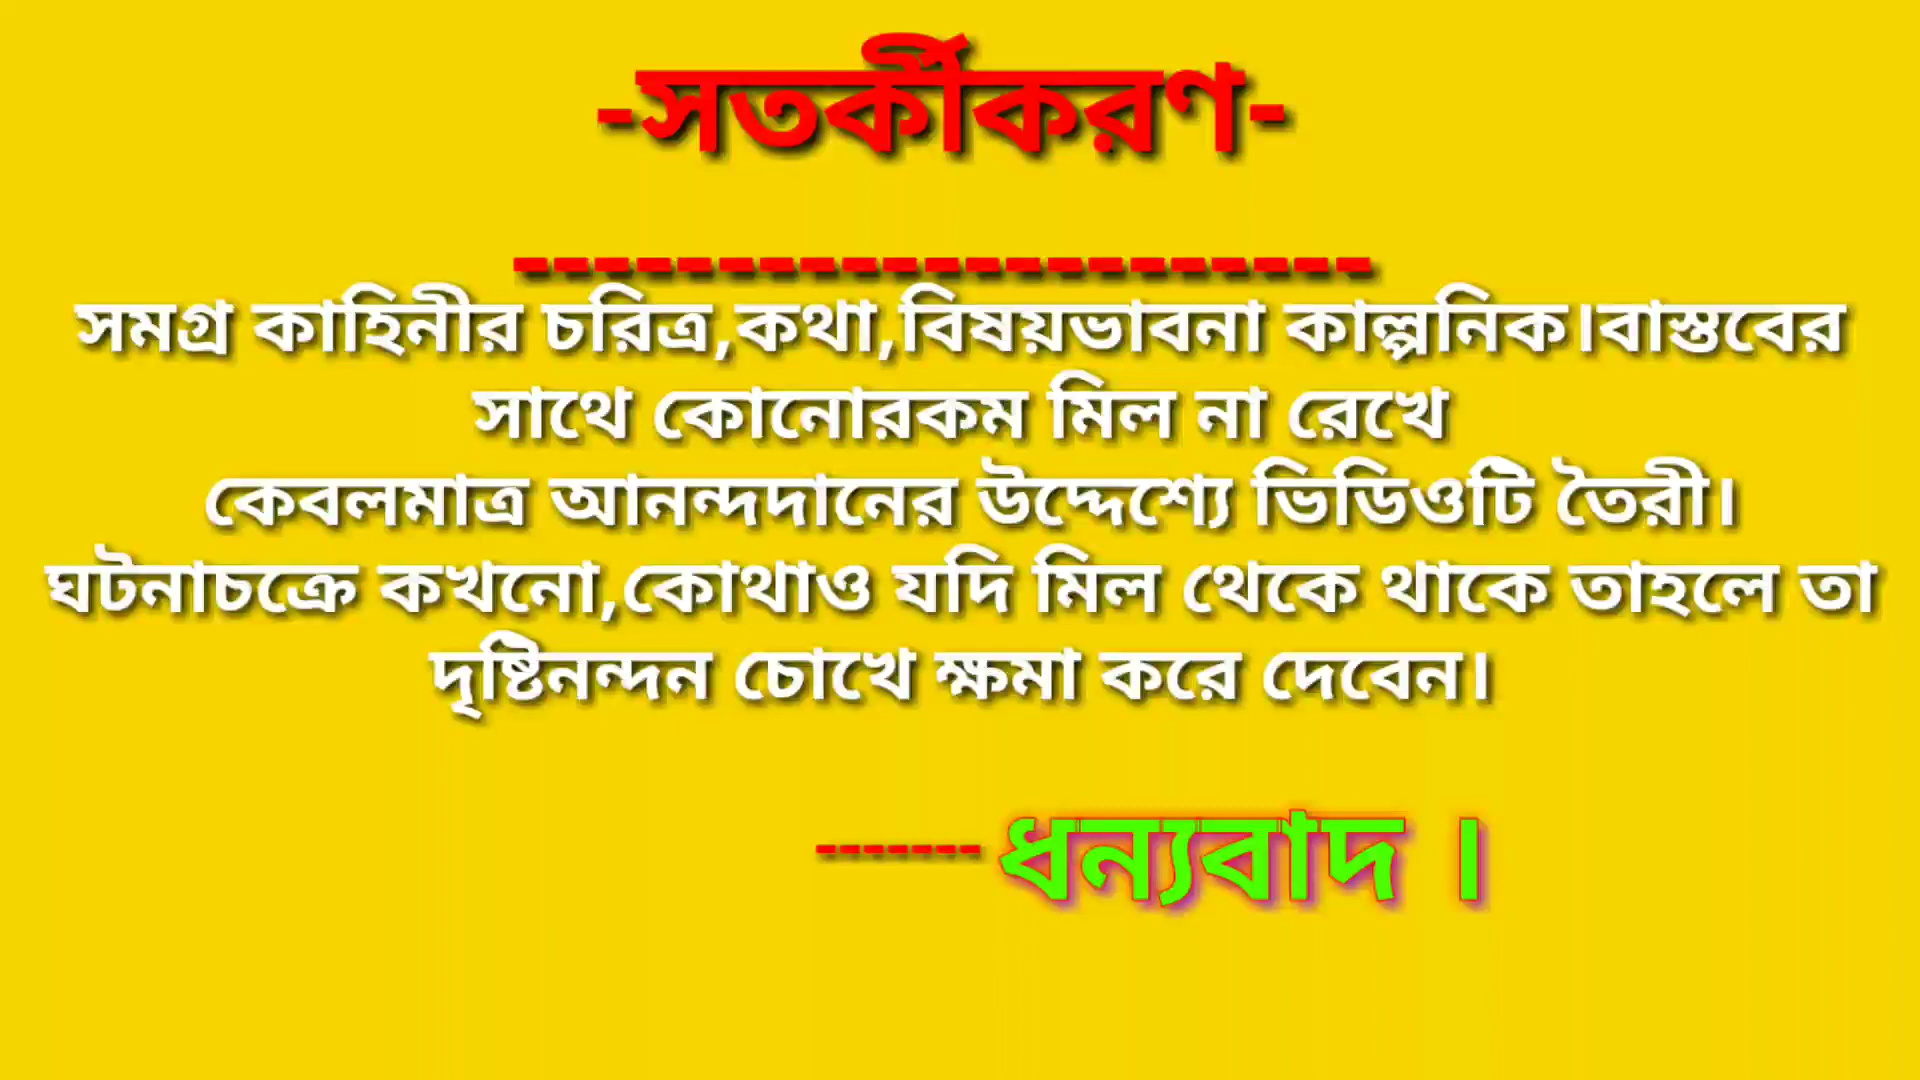 -সতর্কীকরণ-
---------------------
সমগ্র কাহিনীর চরিত্র,কথা,বিষয়ভাবনা কাল্পনিক।বাস্তবের
সাথে কোনোরকম মিল না রেখে
কেবলমাত্র আনন্দদানের উদ্দেশ্যে ভিডিওটি তৈরী।
ঘটনাচক্রে কখনো,কোথাও যদি মিল থেকে থাকে তাহলে তা
দৃষ্টিনন্দন চোখে ক্ষমা করে দেবেন।
------- ধন্যবাদ ।